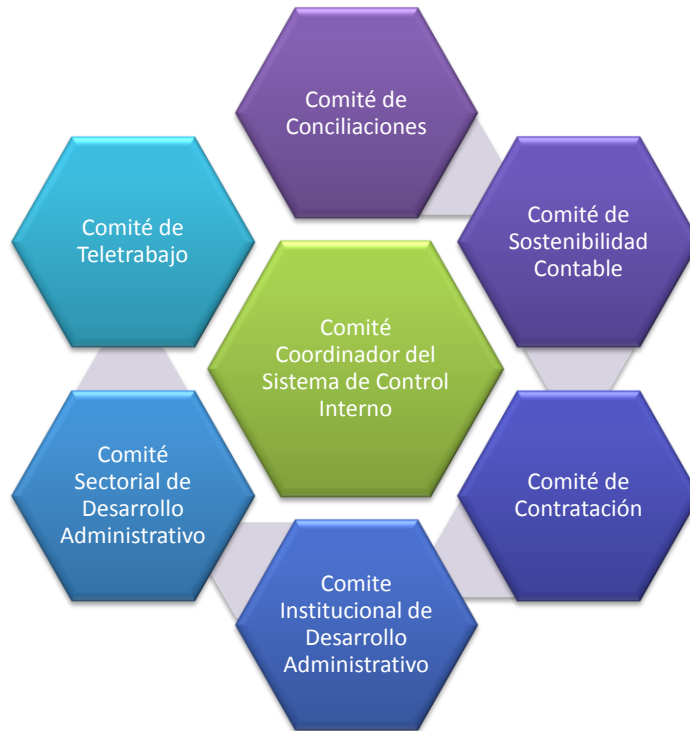 Comité de
Conciliaciones
Comité de
Sostenibilidad
Contable
Comité de
Teletrabajo
Comité
Coordinador del
Sistema de Control
Interno
Comité
Sectorial de
Desarrollo
Administrativo
Comité de
Contratación
Comite
Institucional de
Desarrollo
Administrativo